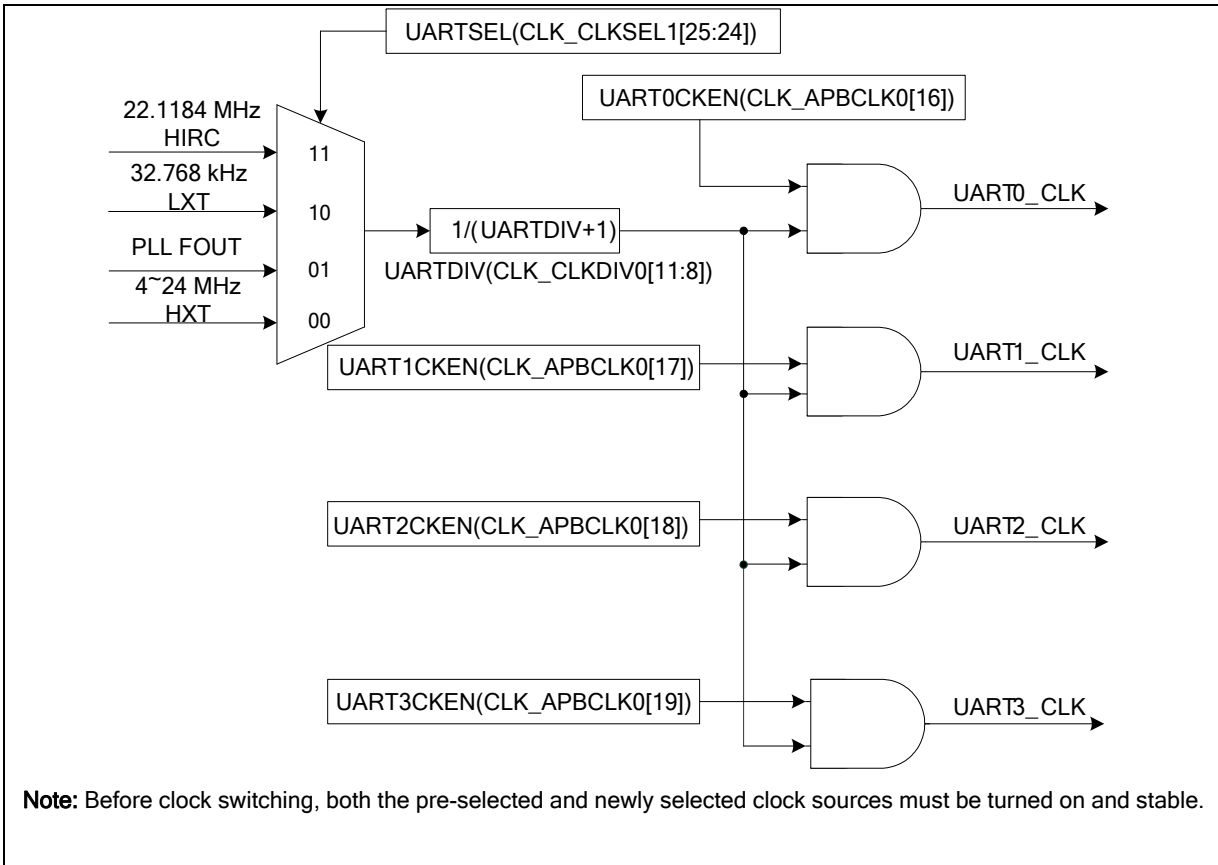 UARTSEL(CLK_CLKSEL1[25:24])
UART0CKEN(CLK_APBCLK0[16])
22.1184 MHz
HIRC
11
32.768 kHz
LXT
10
PLL FOUT
01
4~24 MHz
HXT
00
1/(UARTDIV+1)
UARTDIV(CLK_CLKDIV0[11:8])
UART0_CLK
UART1CKEN(CLK_APBCLK0[17])
UART1_CLK
UART2CKEN(CLK_APBCLK0[18])
UART2_CLK
UART3CKEN(CLK_APBCLK0[19])
UART3_CLK
Note: Before clock switching, both the pre-selected and newly selected clock sources must be turned on and stable.